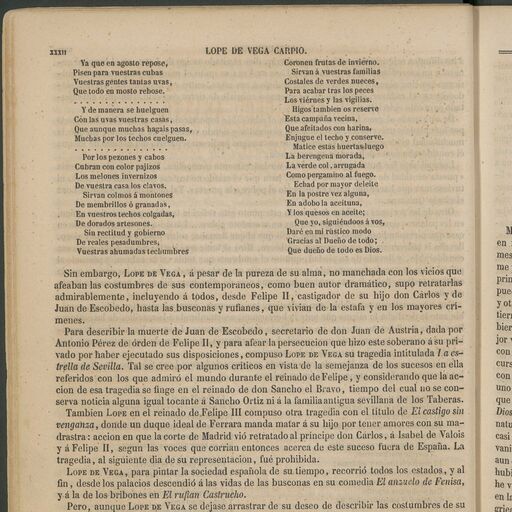 XXXII
LOPE DE VEGA CARPIO.
Ya que en agosto repose,
Pisen para vuestras cubas
Vuestras gentes tantas uvas,
Que todo en mosto rebose.
. . . . . . . . . . . . . . .
Y de manera se huelguen
Con las uvas vuestras casas,
Que aunque muchas hagais pasas,
Muchas por los techos cuelguen.
. . . . . . . . . . . . . . .
Por los pezones y cabos
Cubran con color pajizos
Los melones invernizos
De vuestra casa los clavos.
Sirvan colmos á montones
De membrillos ó granadas,
En vuestros techos colgadas,
De dorados artesones.
Sin rectitud y gobierno
De reales pesadumbres,
Vuestras ahumadas techumbres
Coronen frutas de invierno.
Sirvan á vuestras familias
Costales de verdes nueces,
Para acabar tras los peces
Los viérnes y las vigilias.
Higos tambien os reserve
Esta campaña vecina,
Que afeitados con harina,
Enjugue el techo y conserve.
Matice estás huertas luego
La berengena morada,
La verde col, arrugada
Como pergamino al fuego.
Echad por mayor deleite
En la postre vez alguna,
En adobo la aceituna,
Y los quesos en aceite;
Que yo, siguiéndoos á vos,
Daré en mi rústico modo
Gracias al Dueño de todo;
Que dueño de todo es Dios.
Sin embargo, LOPE DE VEGA, á pesar de la pureza de su alma, no manchada con los vicios que
afeaban las costumbres de sus contemporaneos, como buen autor dramático, supo retratarlas
admirablemente, incluyendo á todos, desde Felipe II, castigador de su hijo don Carlos y de
Juan de Escobedo, hasta las busconas y rufianes, que vivian de la estafa y en los mayores crí-
menes.
Para describir la muerte de Juan de Escobedo, secretario de don Juan de Austria, dada por
Antonio Pérez de órden de Felipe II, y para afear la persecucion que hizo este soberano á su pri-
vado por haber ejecutado sus disposiciones, compuso LOPE DE VEGA su tragedia intitulada La es-
trella de Sevilla. Tal se cree por algunos críticos en vista de la semejanza de los sucesos en ella
referidos con los que admiró el mundo durante el reinado de Felipe, y considerando que la ac-
cion de esa tragedia se finge en el reinado de don Sancho el Bravo, tiempo del cual no se con-
serva noticia alguna igual tocante á Sancho Ortiz ni á la familia antigua sevillana de los Taberas.
Tambien LOPE en el reinado de Felipe III compuso otra tragedia con el título de El castigo sin
venganza, donde un duque ideal de Ferrara manda matar á su hijo por tener amores con su ma-
drastra: accion en que la corte de Madrid vió retratado al príncipe don Carlos, á Isabel de Valois
y á Felipe II, segun las voces que corrian entonces acerca de este suceso fuera de España. La
tragedia, al siguiente dia de su representacion, fué prohibida.
LOPE DE VEGA, para pintar la sociedad española de su tiempo, recorrió todos los estados, y al
fin, desde los palacios descendió á las vidas de las busconas en su comedia El anzuelo de Fenisa,
y á la de los bribones en El rufian Castrucho.
Pero, aunque LOPE DE VEGA se dejase arrastrar de su deseo de describir las costumbres de su